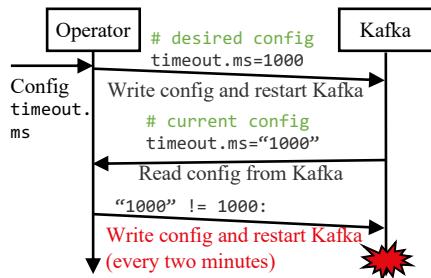 Operator
Kafka
# desired config
timeout.ms=1000
Config
timeout.
ms
Write config and restart Kafka
# current config
timeout.ms=“1000”
Read config from Kafka
“1000” != 1000:
Write config and restart Kafka
(every two minutes)